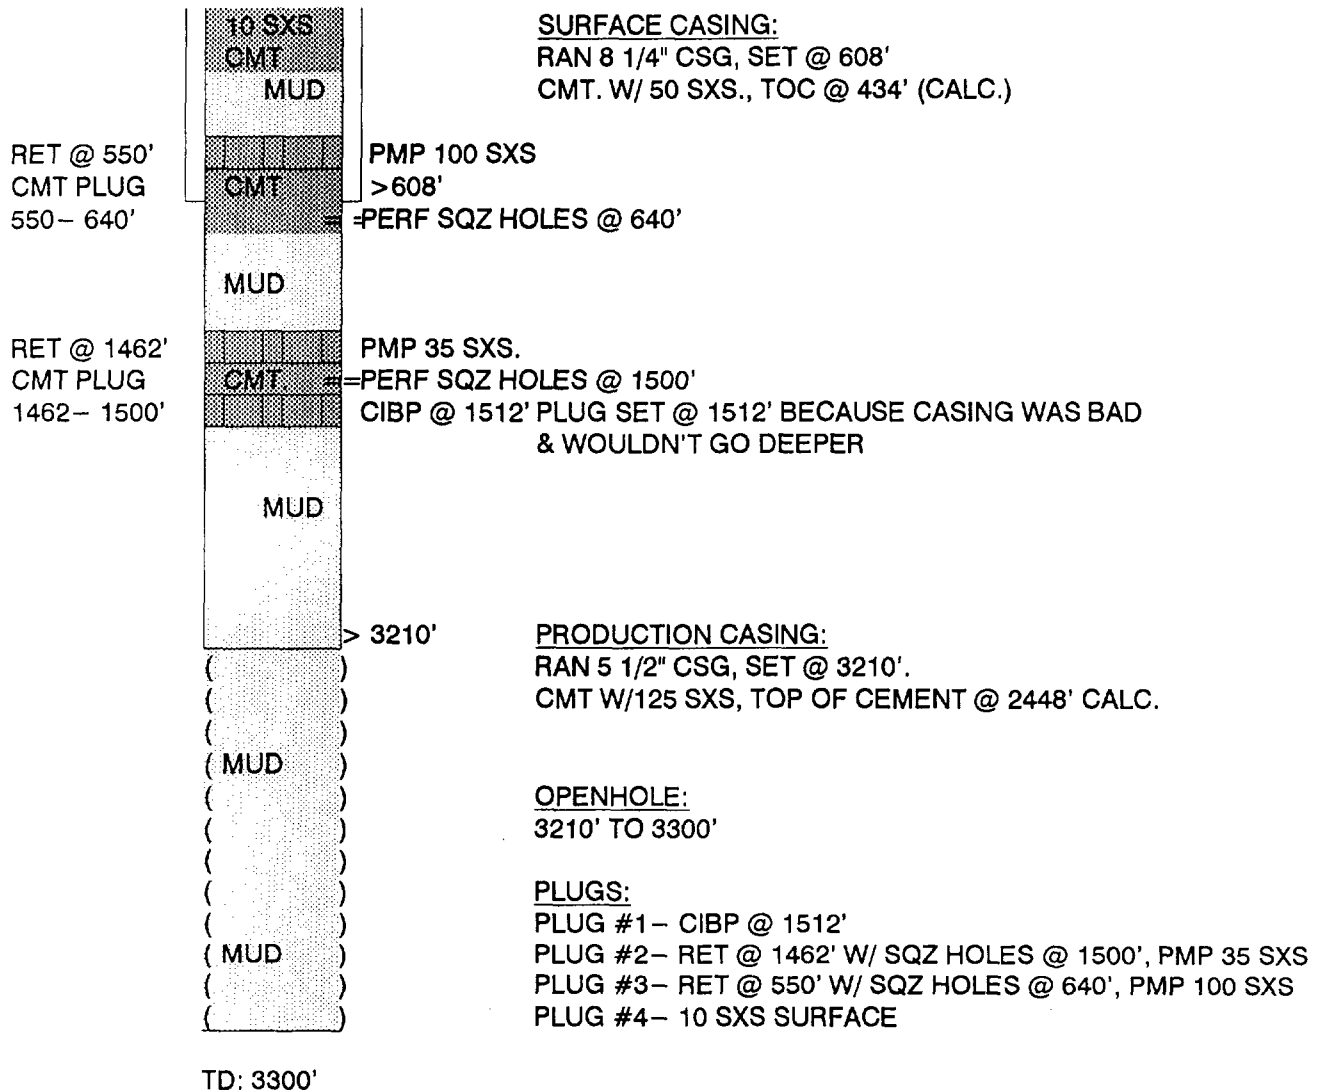 10 SXS
CMT
MUD
SURFACE CASING:
RAN 8 1/4" CSG, SET @ 608'
CMT. W/ 50 SXS., TOC @ 434' (CALC.)
RET @ 550'
CMT PLUG
550– 640'
CMT
PMP 100 SXS
>608'
= =PERF SQZ HOLES @ 640'
MUD
RET @ 1462'
CMT PLUG
1462– 1500'
CMT.
PMP 35 SXS.
==PERF SQZ HOLES @ 1500'
CIBP @ 1512' PLUG SET @ 1512' BECAUSE CASING WAS BAD
& WOULDN'T GO DEEPER
MUD
> 3210'
PRODUCTION CASING:
RAN 5 1/2" CSG, SET @ 3210'.
CMT W/125 SXS, TOP OF CEMENT @ 2448' CALC.
MUD
OPENHOLE:
3210' TO 3300'
MUD
PLUGS:
PLUG #1– CIBP @ 1512'
PLUG #2– RET @ 1462' W/ SQZ HOLES @ 1500', PMP 35 SXS
PLUG #3– RET @ 550' W/ SQZ HOLES @ 640', PMP 100 SXS
PLUG #4– 10 SXS SURFACE
TD: 3300'